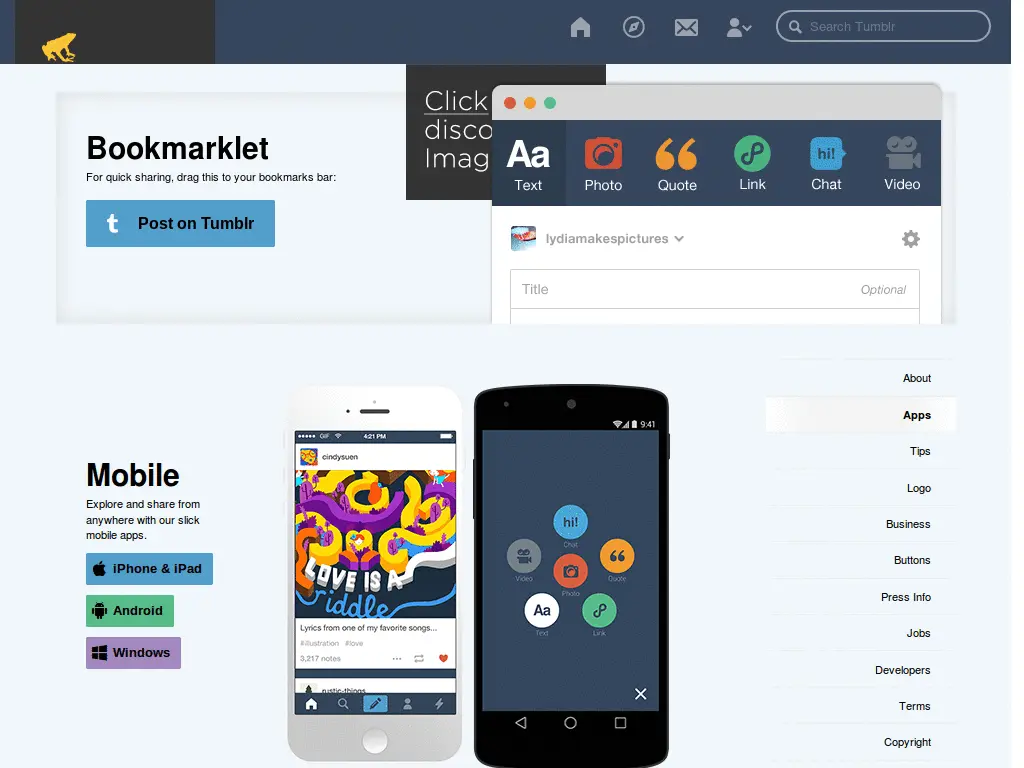 Search Tumblr
Click
disco
Imag
Bookmarklet
For quick sharing, drag this to your bookmarks bar:
t Post on Tumblr
Aa
hi!
Text
Photo
Quote
Link
Chat
Video
lydiamakespictures
Title
Optional
Mobile
Explore and share from
anywhere with our slick
mobile apps.
iPhone & iPad
Android
Windows
GIF
4:21 PM
cindysuen
LOVE IS A
riddle
Lyrics from one of my favorite songs...
#illustration #love
3,217 notes
rustic-things
9:41
hi!
Chat
Video
Quote
Photo
Aa
Text
Link
About
Apps
Tips
Logo
Business
Buttons
Press Info
Jobs
Developers
Terms
Copyright